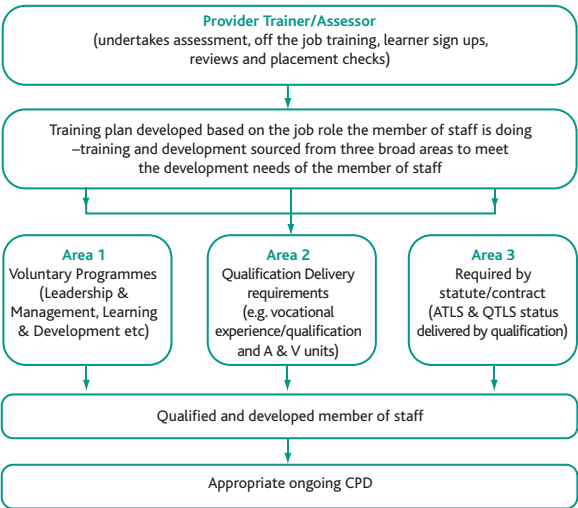 Provider Trainer/Assessor
(undertakes assessment, off the job training, learner sign ups,
reviews and placement checks)
Training plan developed based on the job role the member of staff is doing
–training and development sourced from three broad areas to meet
the development needs of the member of staff
Area 1
Voluntary Programmes
(Leadership &
Management, Learning
& Development etc)
Area 2
Qualification Delivery
requirements
(e.g. vocational
experience/qualification
and A & V units)
Area 3
Required by
statute/contract
(ATLS & QTLS status
delivered by qualification)
Qualified and developed member of staff
Appropriate ongoing CPD